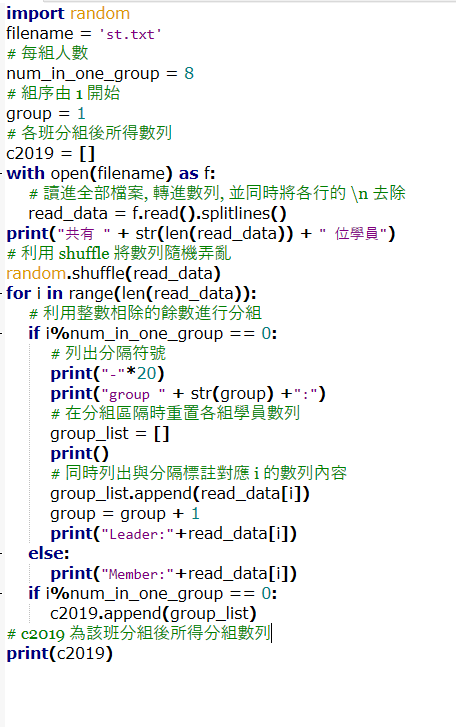 import random
filename = 'st.txt'
# 每組人數
num_in_one_group = 8
# 組序由 1 開始
group = 1
# 各班分組後所得數列
c2019 = []
with open(filename) as f:
    # 讀進全部檔案, 轉進數列, 並同時將各行的 \n 去除
    read_data = f.read().splitlines()
print("共有 " + str(len(read_data)) + " 位學員")
# 利用 shuffle 將數列隨機弄亂
random.shuffle(read_data)
for i in range(len(read_data)):
    # 利用整數相除的餘數進行分組
    if i%num_in_one_group == 0:
        # 列出分隔符號
        print("-"*20)
        print("group " + str(group) +":")
        # 在分組區隔時重置各組學員數列
        group_list = []
        print()
        # 同時列出與分隔標註對應 i 的數列內容
        group_list.append(read_data[i])
        group = group + 1
        print("Leader:"+read_data[i])
    else:
        print("Member:"+read_data[i])
    if i%num_in_one_group == 0:
        c2019.append(group_list)
# c2019 為該班分組後所得分組數列
print(c2019)